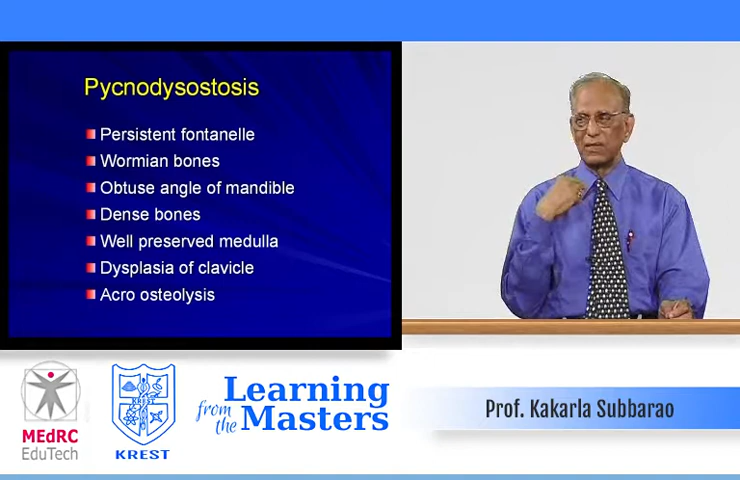 Pycnodysostosis
Persistent fontanelle
Wormian bones
Obtuse angle of mandible
Dense bones
Well preserved medulla
Dysplasia of clavicle
Acro osteolysis
MEdRC
EduTech
KREST
KREST
Learning
from the Masters
Prof. Kakarla Subbarao